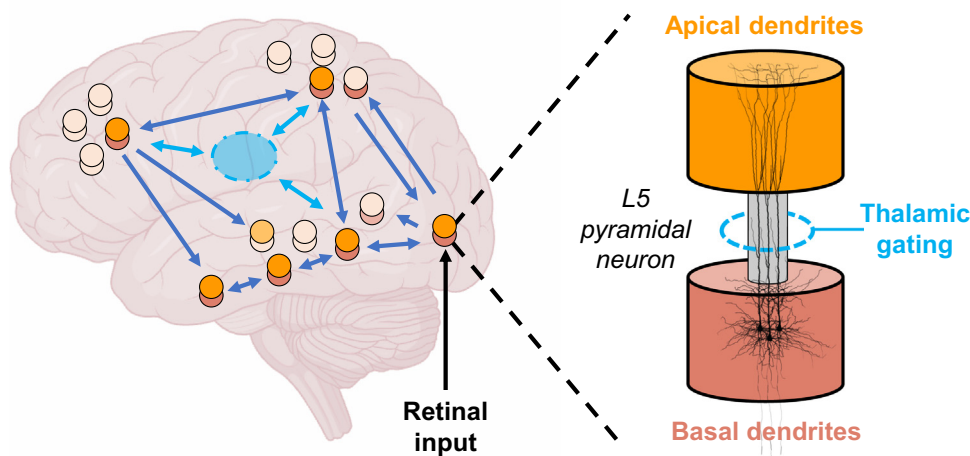 Apical dendrites
L5
pyramidal
neuron
Thalamic
gating
Retinal
input
Basal dendrites